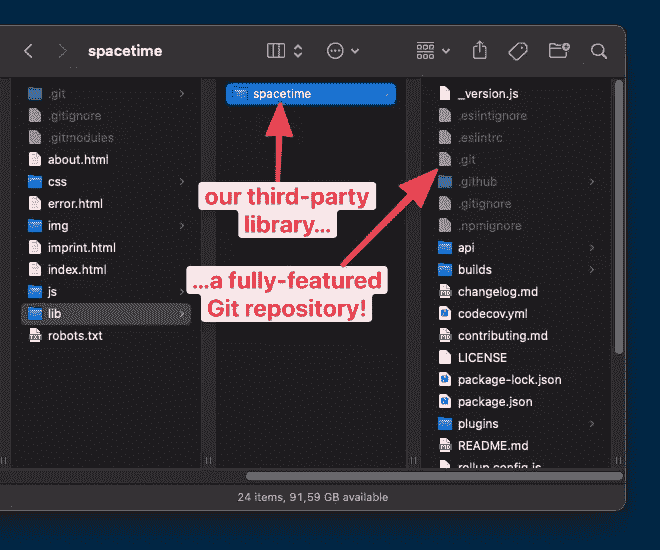 spacetime
.git
.gitignore
.gitmodules
about.html
css
error.html
img
imprint.html
index.html
js
lib
robots.txt
spacetime
our third-party
library...
...a fully-featured
Git repository!
_version.js
.eslintignore
.eslintrc
.git
.github
.gitignore
.npmignore
api
builds
changelog.md
codecov.yml
contributing.md
LICENSE
package-lock.json
package.json
plugins
README.md
rollup.config.js
24 items, 91,59 GB available